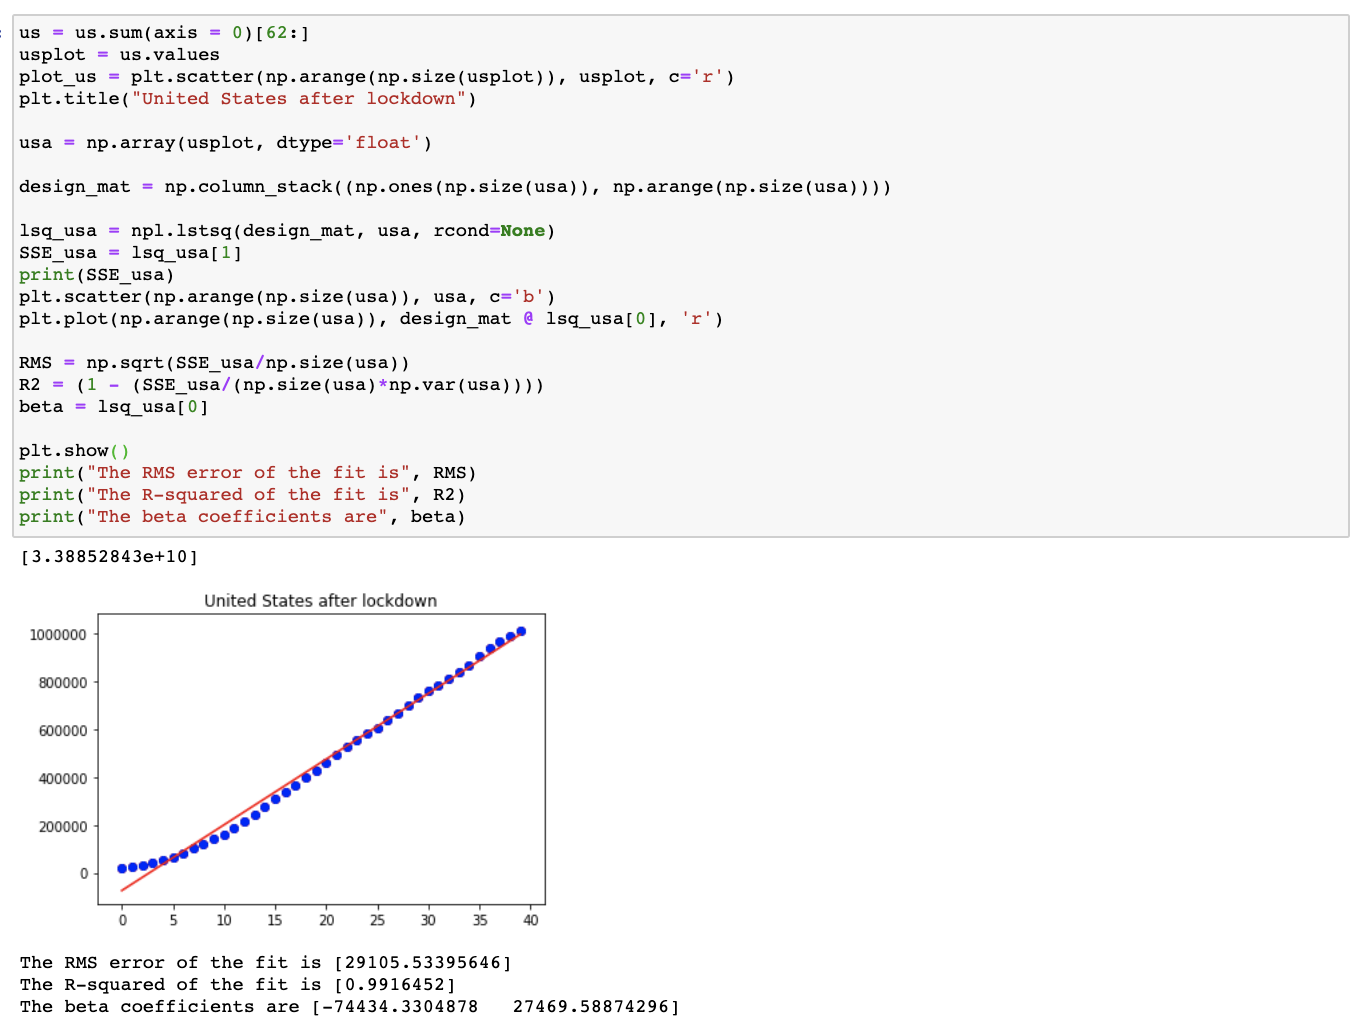 us = us.sum(axis = 0)[62:]
usplot = us.values
plot_us = plt.scatter(np.arange(np.size(usplot)), usplot, c='r')
plt.title("United States after lockdown")
usa = np.array(usplot, dtype='float')
design_mat = np.column_stack((np.ones(np.size(usa)), np.arange(np.size(usa))))
lsq_usa = npl.lstsq(design_mat, usa, rcond=None)
SSE_usa = lsq_usa[1]
print(SSE_usa)
plt.scatter(np.arange(np.size(usa)), usa, c='b')
plt.plot(np.arange(np.size(usa)), design_mat @ lsq_usa[0], 'r')
RMS = np.sqrt(SSE_usa/np.size(usa))
R2 = (1 - (SSE_usa/(np.size(usa)*np.var(usa))))
beta = lsq_usa[0]
plt.show()
print("The RMS error of the fit is", RMS)
print("The R-squared of the fit is", R2)
print("The beta coefficients are", beta)
[3.38852843e+10]
United States after lockdown
1000000
800000
600000
400000
200000
0
0 5 10 15 20 25 30 35 40
The RMS error of the fit is [29105.53395646]
The R-squared of the fit is [0.9916452]
The beta coefficients are [-74434.3304878   27469.58874296]